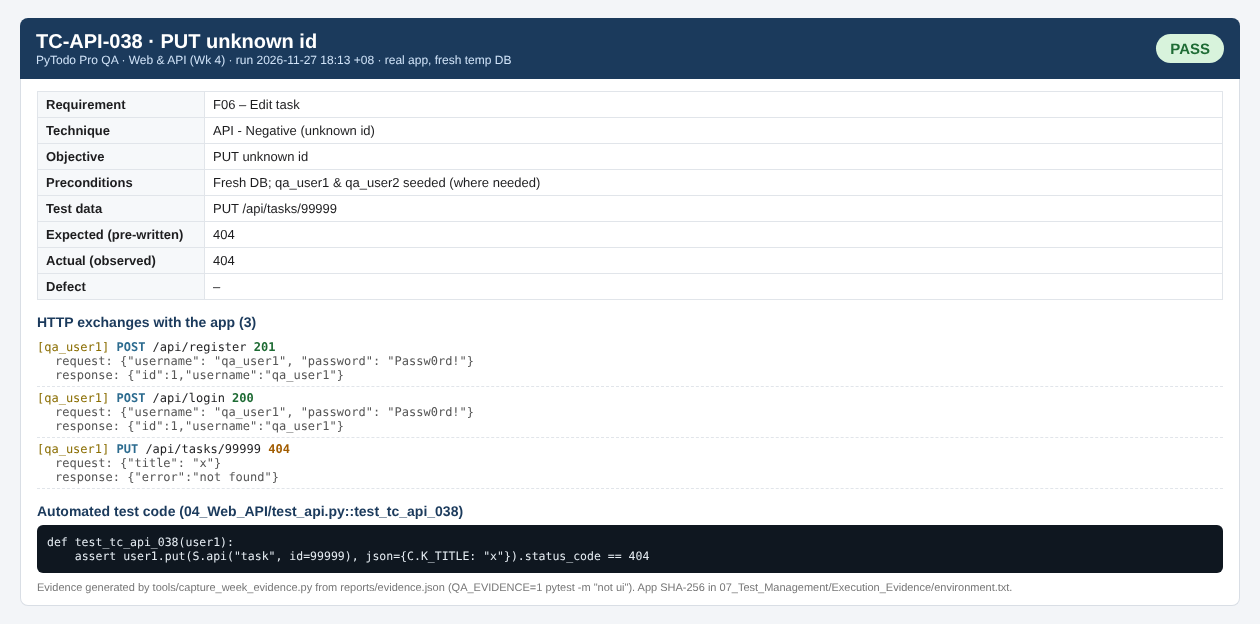 TC-API-038 · PUT unknown id
PyTodo Pro QA · Web & API (Wk 4) · run 2026-11-27 18:13 +08 · real app, fresh temp DB
PASS
Requirement F06 – Edit task
Technique API - Negative (unknown id)
Objective PUT unknown id
Preconditions Fresh DB; qa_user1 & qa_user2 seeded (where needed)
Test data PUT /api/tasks/99999
Expected (pre-written) 404
Actual (observed) 404
Defect –
HTTP exchanges with the app (3)
[qa_user1] POST /api/register 201
request: {"username": "qa_user1", "password": "Passw0rd!"}
response: {"id":1,"username":"qa_user1"}
[qa_user1] POST /api/login 200
request: {"username": "qa_user1", "password": "Passw0rd!"}
response: {"id":1,"username":"qa_user1"}
[qa_user1] PUT /api/tasks/99999 404
request: {"title": "x"}
response: {"error":"not found"}
Automated test code (04_Web_API/test_api.py::test_tc_api_038)
def test_tc_api_038(user1):
    assert user1.put(S.api("task", id=99999), json={C.K_TITLE: "x"}).status_code == 404
Evidence generated by tools/capture_week_evidence.py from reports/evidence.json (QA_EVIDENCE=1 pytest -m "not ui"). App SHA-256 in 07_Test_Management/Execution_Evidence/environment.txt.